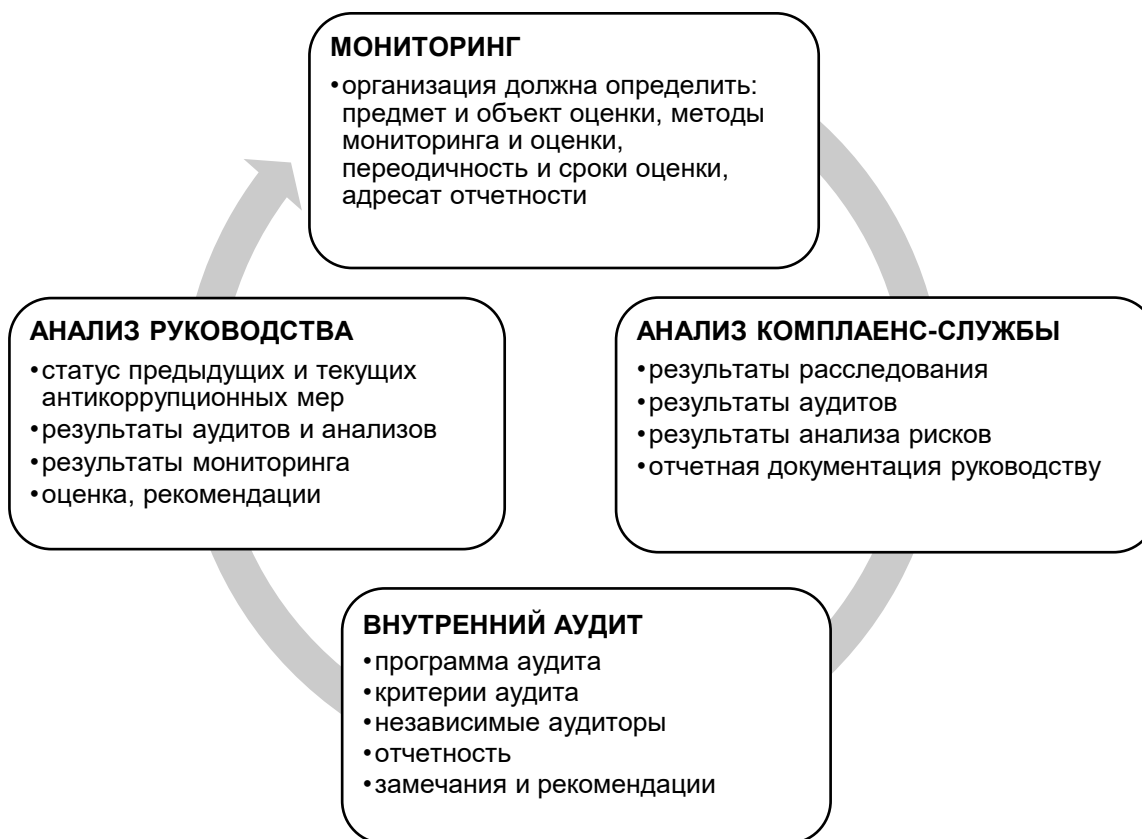 МОНИТОРИНГ
•организация должна определить:
предмет и объект оценки, методы
мониторинга и оценки,
переодичность и сроки оценки,
адресат отчетности
АНАЛИЗ РУКОВОДСТВА
•статус предыдущих и текущих
антикоррупционных мер
•результаты аудитов и анализов
•результаты мониторинга
•оценка, рекомендации
АНАЛИЗ КОМПЛАЕНС-СЛУЖБЫ
•результаты расследования
•результаты аудитов
•результаты анализа рисков
•отчетная документация руководству
ВНУТРЕННИЙ АУДИТ
•программа аудита
•критерии аудита
•независимые аудиторы
•отчетность
•замечания и рекомендации